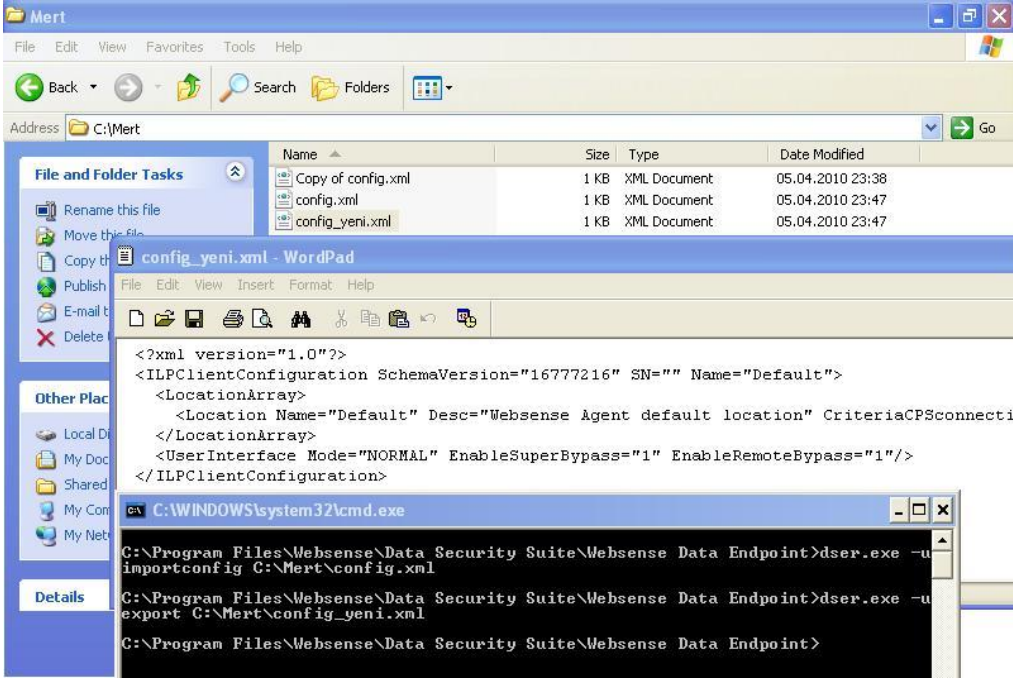 Mert
File Edit View Favorites Tools Help
Back Search Folders
Address C:\Mert Go
Name Size Type Date Modified
File and Folder Tasks
Copy of config.xml 1 KB XML Document 05.04.2010 23:38
config.xml 1 KB XML Document 05.04.2010 23:47
config_yeni.xml 1 KB XML Document 05.04.2010 23:47
Rename this file
Move this file
Copy th
Publish
E-mail t
Delete
Other Plac
Local Di
My Doc
Shared
My Com
My Net
Details
config_yeni.xml - WordPad
File Edit View Insert Format Help
<?xml version="1.0"?>
<ILPClientConfiguration SchemaVersion="16777216" SN="" Name="Default">
<LocationArray>
<Location Name="Default" Desc="Websense Agent default location" CriteriaCPSconnecti
</LocationArray>
<UserInterface Mode="NORMAL" EnableSuperBypass="1" EnableRemoteBypass="1"/>
</ILPClientConfiguration>
C:\WINDOWS\system32\cmd.exe
C:\Program Files\Websense\Data Security Suite\Websense Data Endpoint>dser.exe -u
importconfig C:\Mert\config.xml
C:\Program Files\Websense\Data Security Suite\Websense Data Endpoint>dser.exe -u
export C:\Mert\config_yeni.xml
C:\Program Files\Websense\Data Security Suite\Websense Data Endpoint>